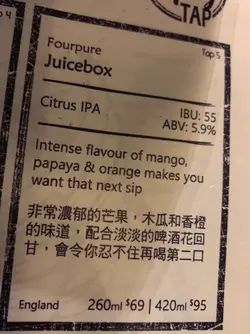 TAP
4
Tap 5
Fourpure
Juicebox
Citrus IPA
IBU: 55
ABV: 5.9%
Intense flavour of mango,
papaya & orange makes you
want that next sip
非常濃郁的芒果，木瓜和香橙
的味道，配合淡淡的啤酒花回
甘，會令你忍不住再喝第二口
England
260ml $69 | 420ml $95